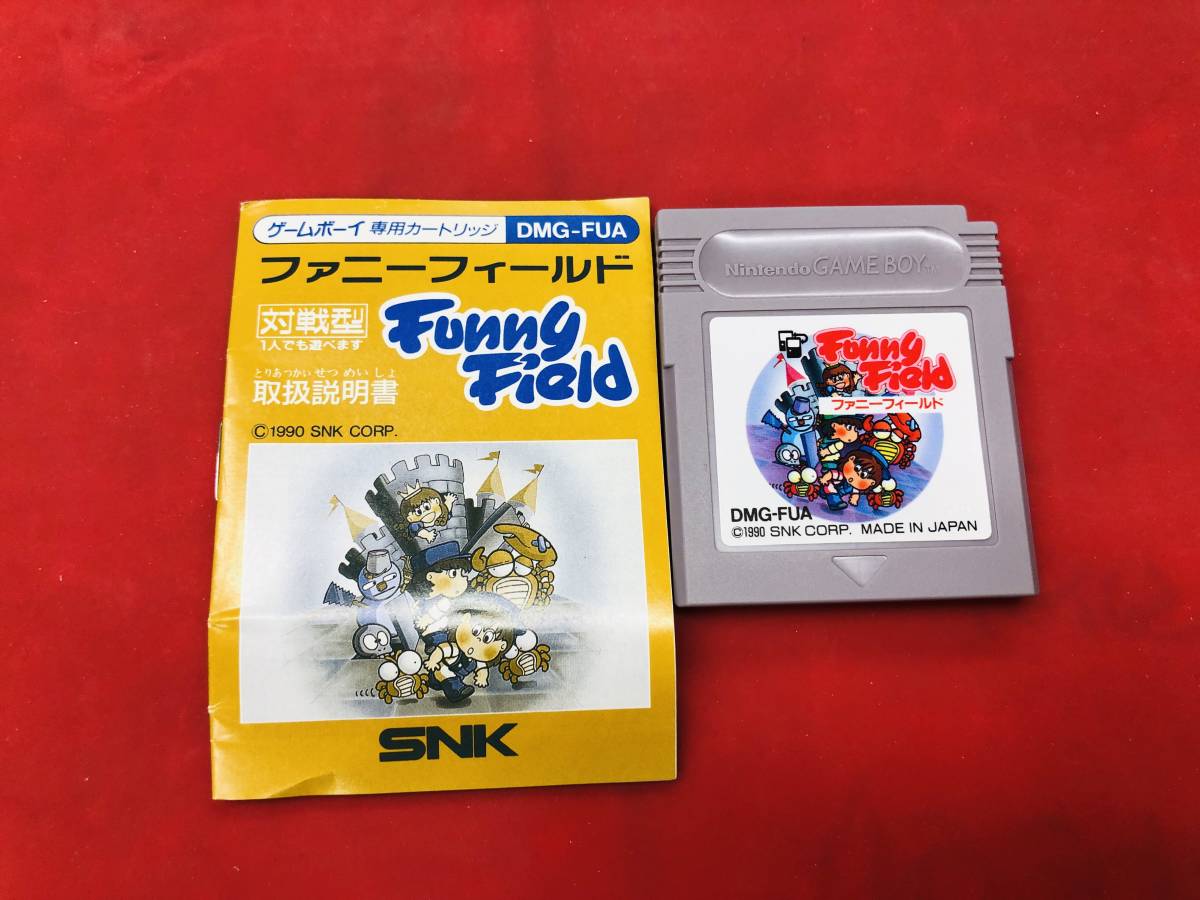 ゲームボーイ 専用カートリッジ DMG-FUA
ファニーフィールド
対戦型
1人でも遊べます
Funny
Field
とりあつかい せつ めい しょ
取扱説明書
©1990 SNK CORP.
SNK
Nintendo GAME BOY™
Funny
Field
ファニーフィールド
DMG-FUA
©1990 SNK CORP. MADE IN JAPAN